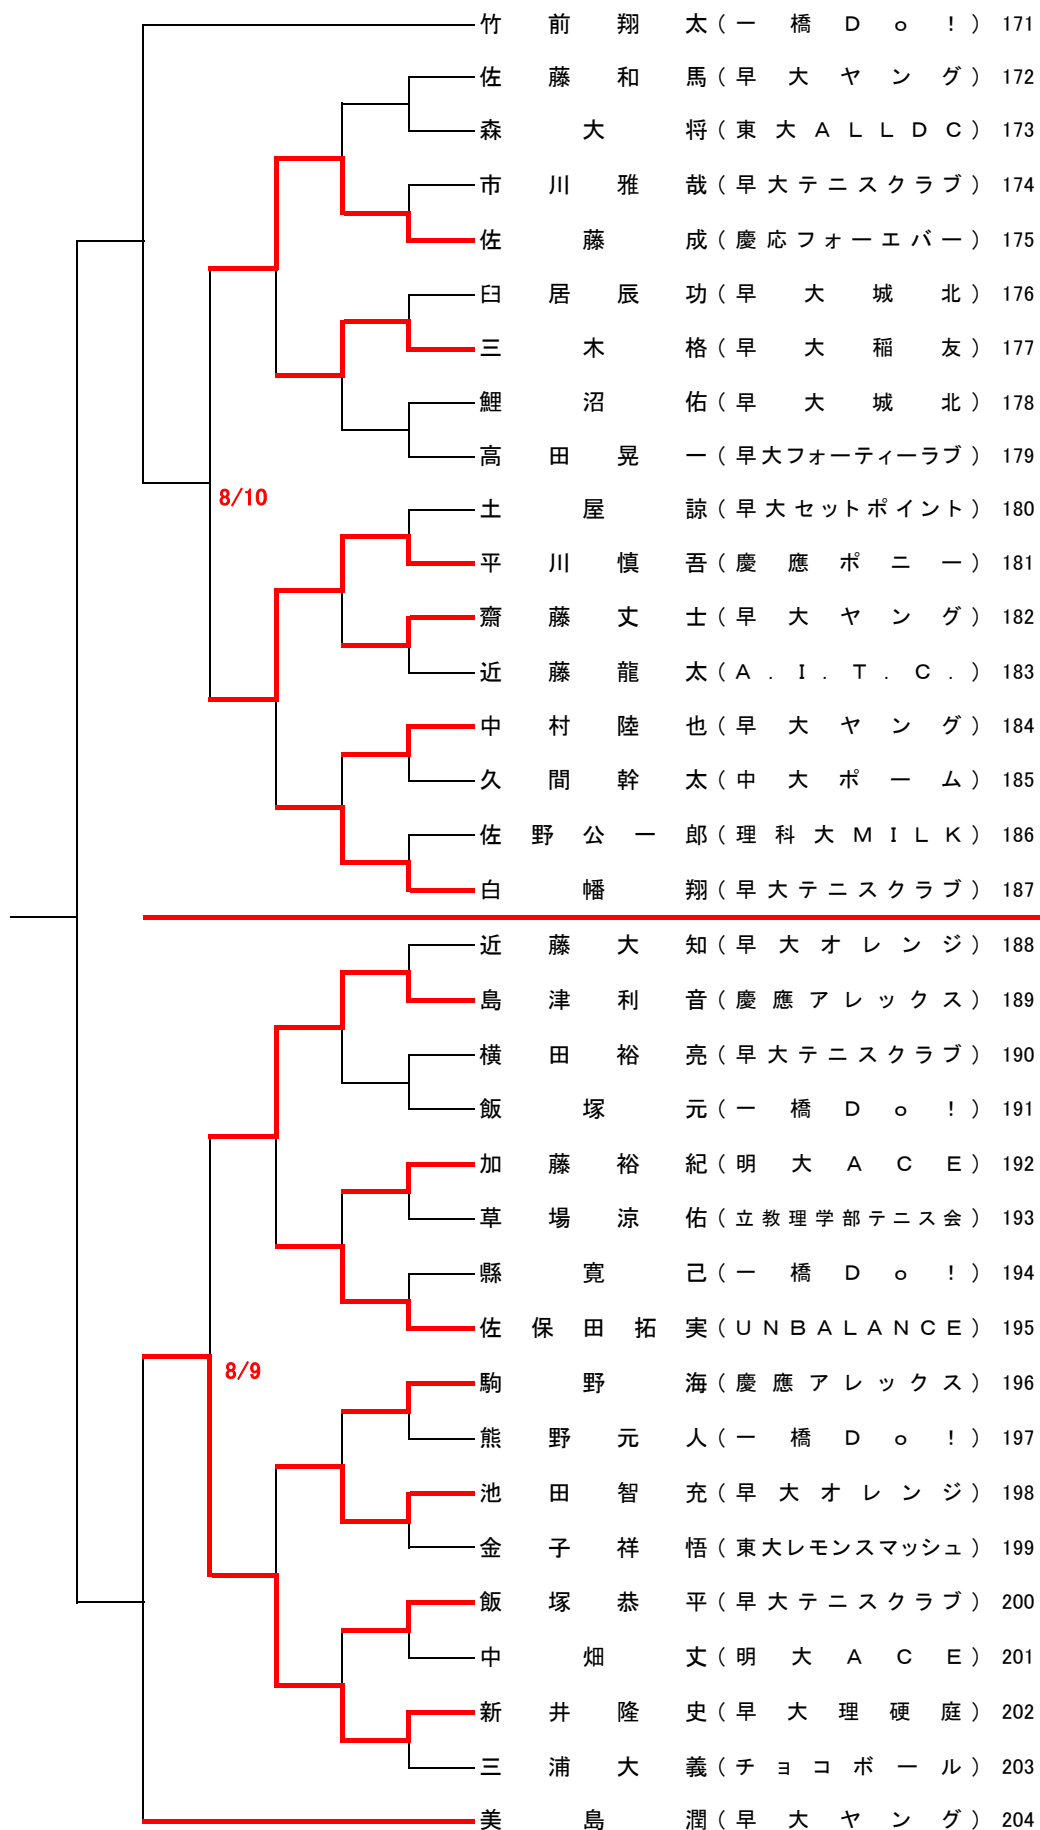 竹前翔太(一橋Do!) 171
佐藤和馬(早大ヤング) 172
森大将(東大ALLDC) 173
市川雅哉(早大テニスクラブ) 174
佐藤成(慶応フォーエバー) 175
臼居辰功(早大城北) 176
三木格(早大稲友) 177
鯉沼佑(早大城北) 178
高田晃一(早大フォーティーラブ) 179
8/10
土屋諒(早大セットポイント) 180
平川慎吾(慶應ポニー) 181
齋藤丈士(早大ヤング) 182
近藤龍太(A.I.T.C.) 183
中村陸也(早大ヤング) 184
久間幹太(中大ポーム) 185
佐野公一郎(理科大MILK) 186
白幡翔(早大テニスクラブ) 187
近藤大知(早大オレンジ) 188
島津利音(慶應アレックス) 189
横田裕亮(早大テニスクラブ) 190
飯塚元(一橋Do!) 191
加藤裕紀(明大ACE) 192
草場涼佑(立教理学部テニス会) 193
縣寛己(一橋Do!) 194
佐保田拓実(UNBALANCE) 195
8/9
駒野海(慶應アレックス) 196
熊野元人(一橋Do!) 197
池田智充(早大オレンジ) 198
金子祥悟(東大レモンスマッシュ) 199
飯塚恭平(早大テニスクラブ) 200
中畑丈(明大ACE) 201
新井隆史(早大理硬庭) 202
三浦大義(チョコボール) 203
美島潤(早大ヤング) 204